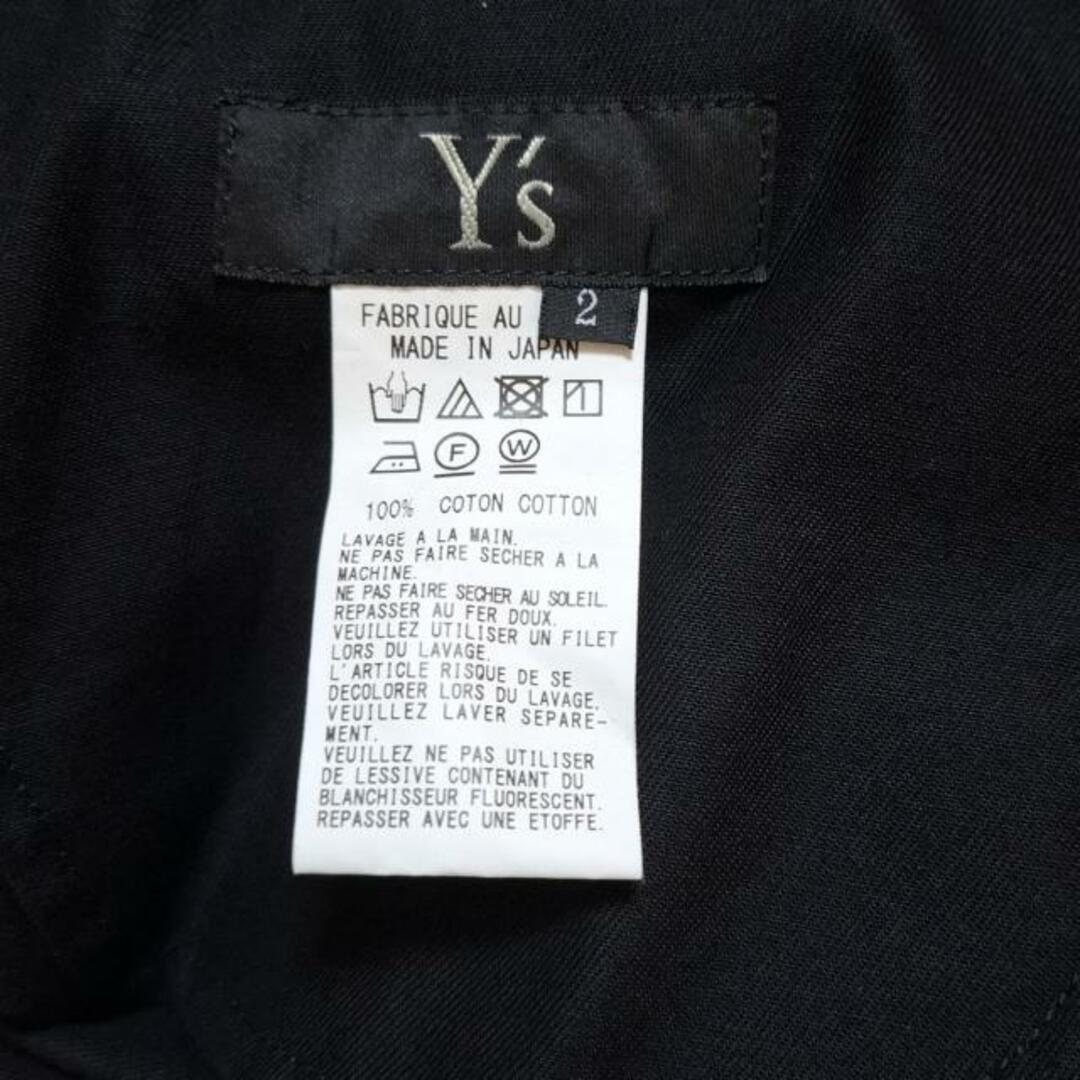 Y's
2
FABRIQUE AU
MADE IN JAPAN
F W
100% COTON COTTON
LAVAGE A LA MAIN.
NE PAS FAIRE SECHER A LA
MACHINE.
NE PAS FAIRE SECHER AU SOLEIL.
REPASSER AU FER DOUX.
VEUILLEZ UTILISER UN FILET
LORS DU LAVAGE.
L'ARTICLE RISQUE DE SE
DECOLORER LORS DU LAVAGE.
VEUILLEZ LAVER SEPARE-
MENT.
VEUILLEZ NE PAS UTILISER
DE LESSIVE CONTENANT DU
BLANCHISSEUR FLUORESCENT.
REPASSER AVEC UNE ETOFFE.